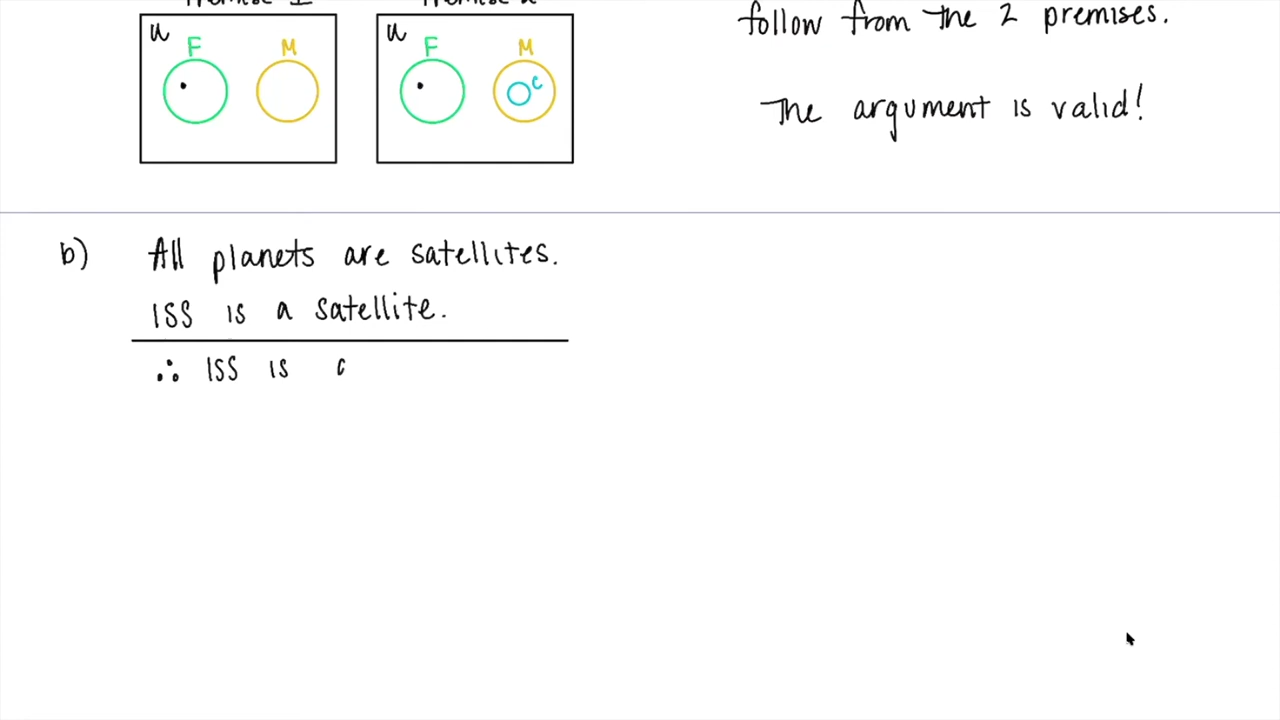 U
F
M
U
F
M
C
follow from the 2 premises.
The argument is valid!
b) All planets are satellites.
ISS is a satellite.
∴ ISS is